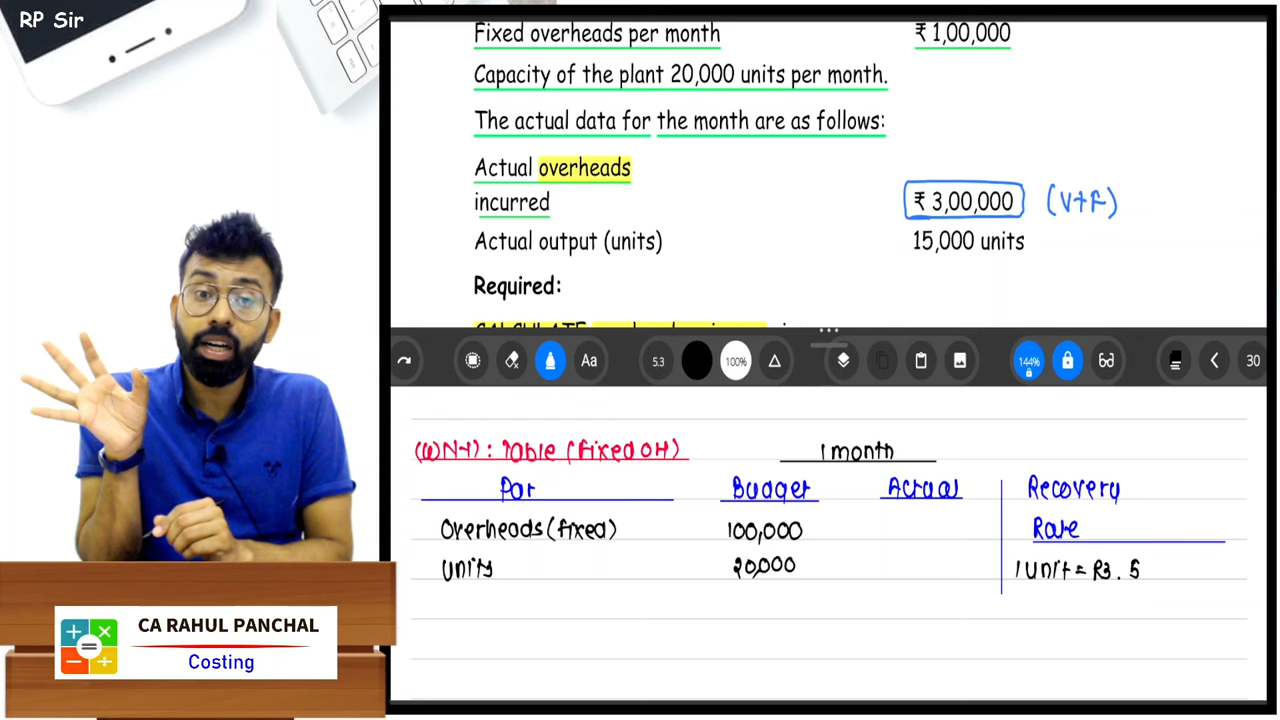 RP Sir
Fixed overheads per month ₹ 1,00,000
Capacity of the plant 20,000 units per month.
The actual data for the month are as follows:
Actual overheads
incurred ₹ 3,00,000 (V+F)
Actual output (units) 15,000 units
Required:
CALCULATE
Aa 5.3 100% 144% 30
(W)N-1) : Table (Fixed OH) 1 month
Par Budget Actual Recovery
Overheads (fixed) 100,000 Rate
Units 20,000 1 Unit = Rs. 5
CA RAHUL PANCHAL
Costing